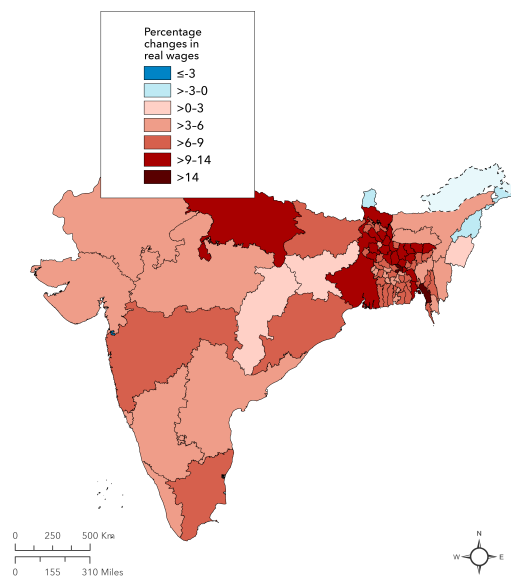 Percentage
changes in
real wages
≤-3
>-3–0
>0–3
>3–6
>6–9
>9–14
>14
0 250 500 Km
0 155 310 Miles
N
W E
S